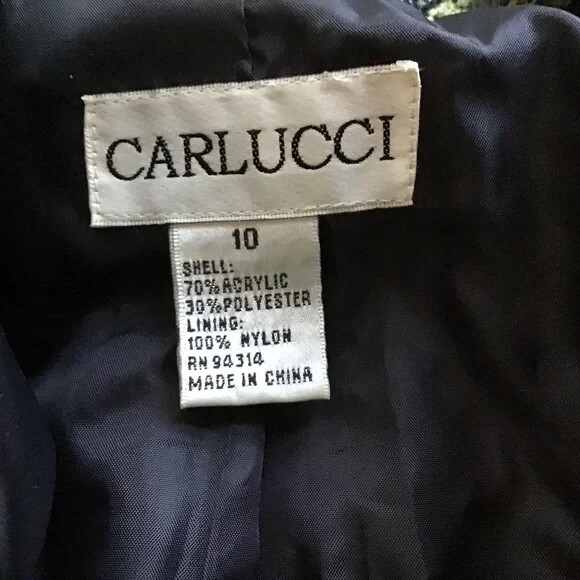 CARLUCCI
10
SHELL:
70%ACRYLIC
30%POLYESTER
LINING:
100% NYLON
RN 94314
MADE IN CHINA